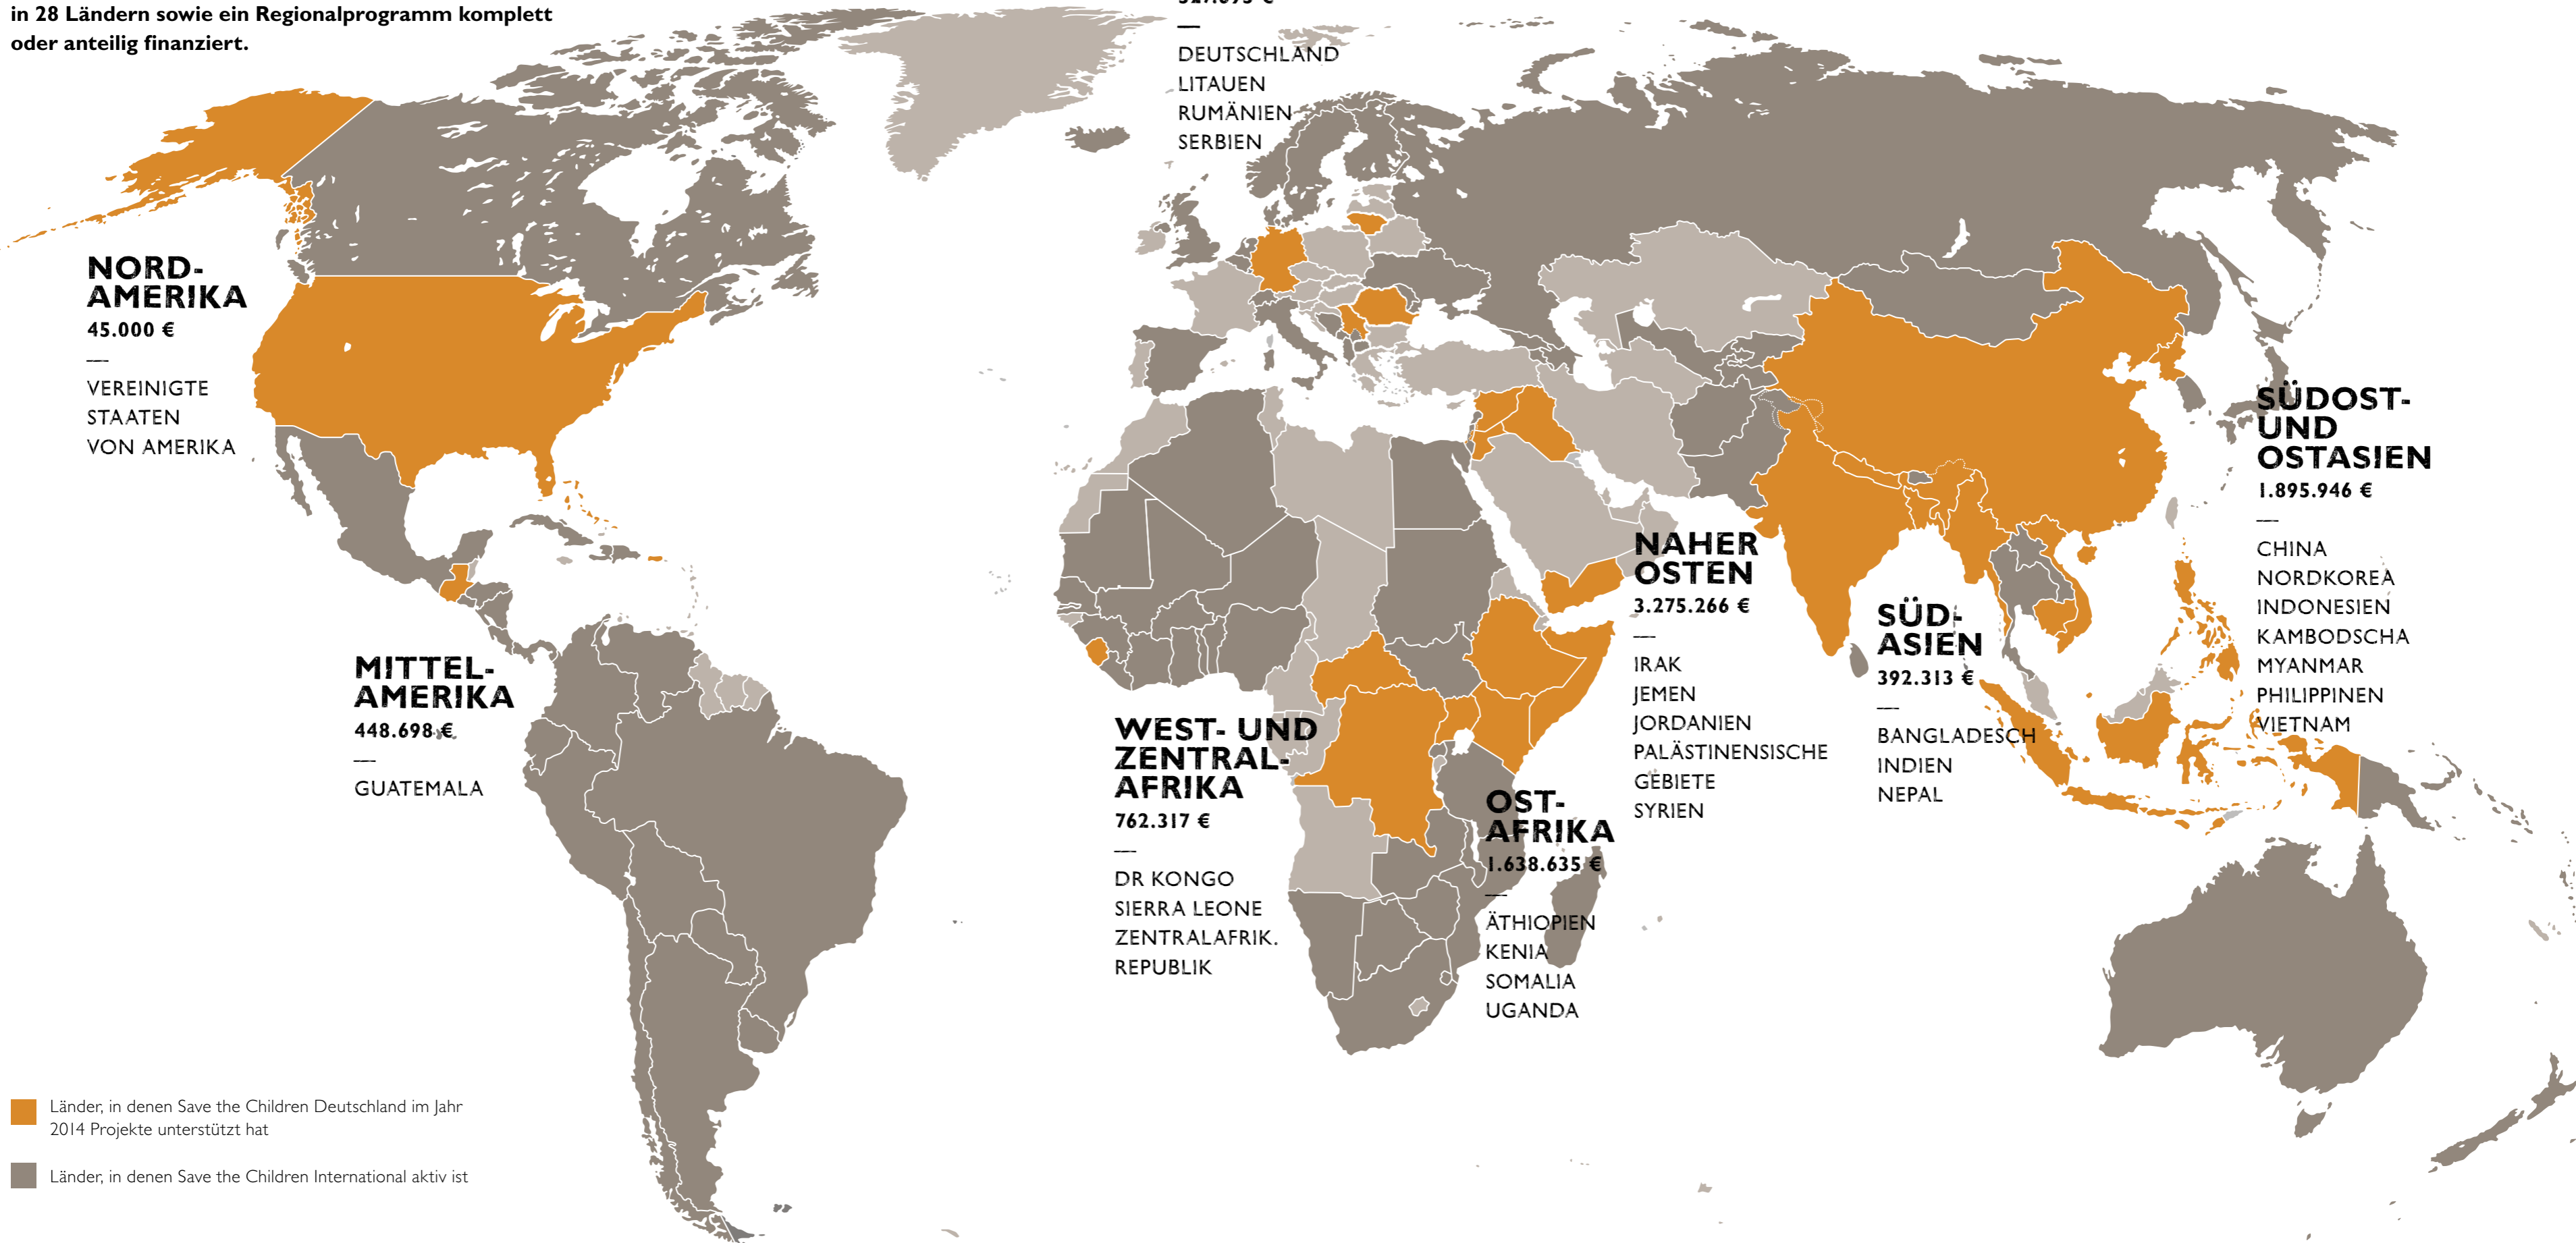 in 28 Ländern sowie ein Regionalprogramm komplett
oder anteilig finanziert.
DEUTSCHLAND
LITAUEN
RUMÄNIEN
SERBIEN
NORD-
AMERIKA
45.000 €
VEREINIGTE
STAATEN
VON AMERIKA
MITTEL-
AMERIKA
448.698 €
GUATEMALA
WEST- UND
ZENTRAL-
AFRIKA
762.317 €
DR KONGO
SIERRA LEONE
ZENTRALAFRIK.
REPUBLIK
OST-
AFRIKA
1.638.635 €
ÄTHIOPIEN
KENIA
SOMALIA
UGANDA
NAHER
OSTEN
3.275.266 €
IRAK
JEMEN
JORDANIEN
PALÄSTINENSISCHE
GEBIETE
SYRIEN
SÜD-
ASIEN
392.313 €
BANGLADESCH
INDIEN
NEPAL
SÜDOST-
UND
OSTASIEN
1.895.946 €
CHINA
NORDKOREA
INDONESIEN
KAMBODSCHA
MYANMAR
PHILIPPINEN
VIETNAM
Länder, in denen Save the Children Deutschland im Jahr
2014 Projekte unterstützt hat
Länder, in denen Save the Children International aktiv ist